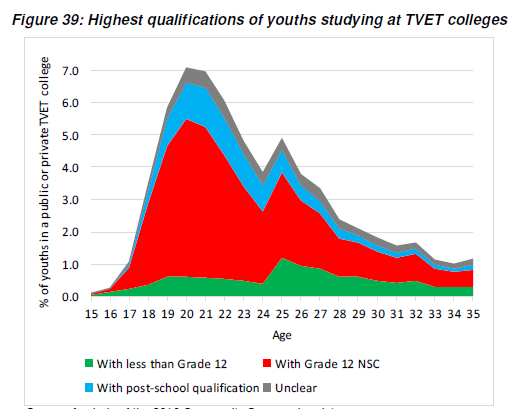 Figure 39: Highest qualifications of youths studying at TVET colleges
% of youths in a public or private TVET college
7.0
6.0
5.0
4.0
3.0
2.0
1.0
0.0
15 16 17 18 19 20 21 22 23 24 25 26 27 28 29 30 31 32 33 34 35
Age
With less than Grade 12 With Grade 12 NSC
With post-school qualification Unclear